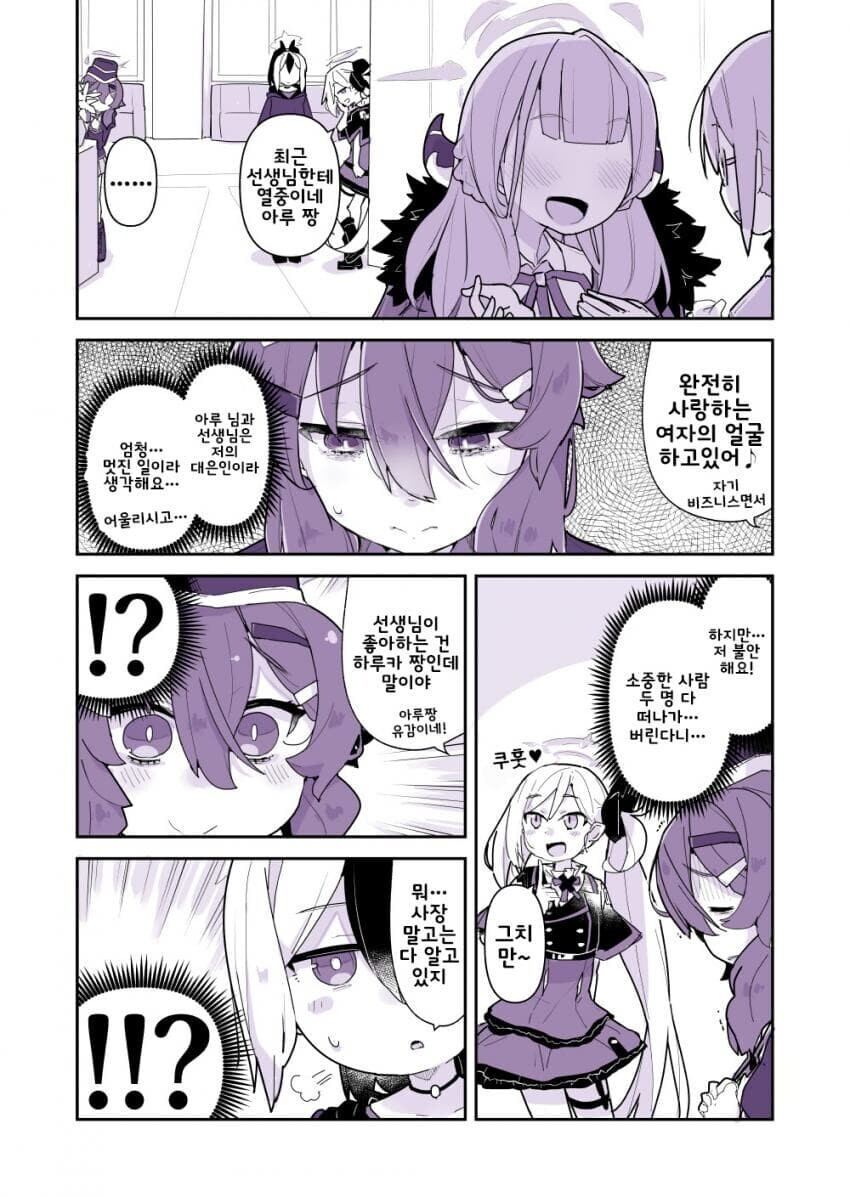 최근
선생님한테
열중이네
아루 짱
……
완전히
사랑하는
여자의 얼굴
하고있어♪
자기
비즈니스면서
아루 님과
선생님은
저의
대은인이라
엄청…
멋진 일이라
생각해요…
어울리시고…
하지만…
저 불안
해요!
소중한 사람
두 명 다
떠나가…
버린다니…
쿠훗♥
그치
만~
선생님이
좋아하는 건
하루카 짱인데
말이야
아루짱
유감이네!
!?
뭐…
사장
말고는
다 알고
있지
!!?